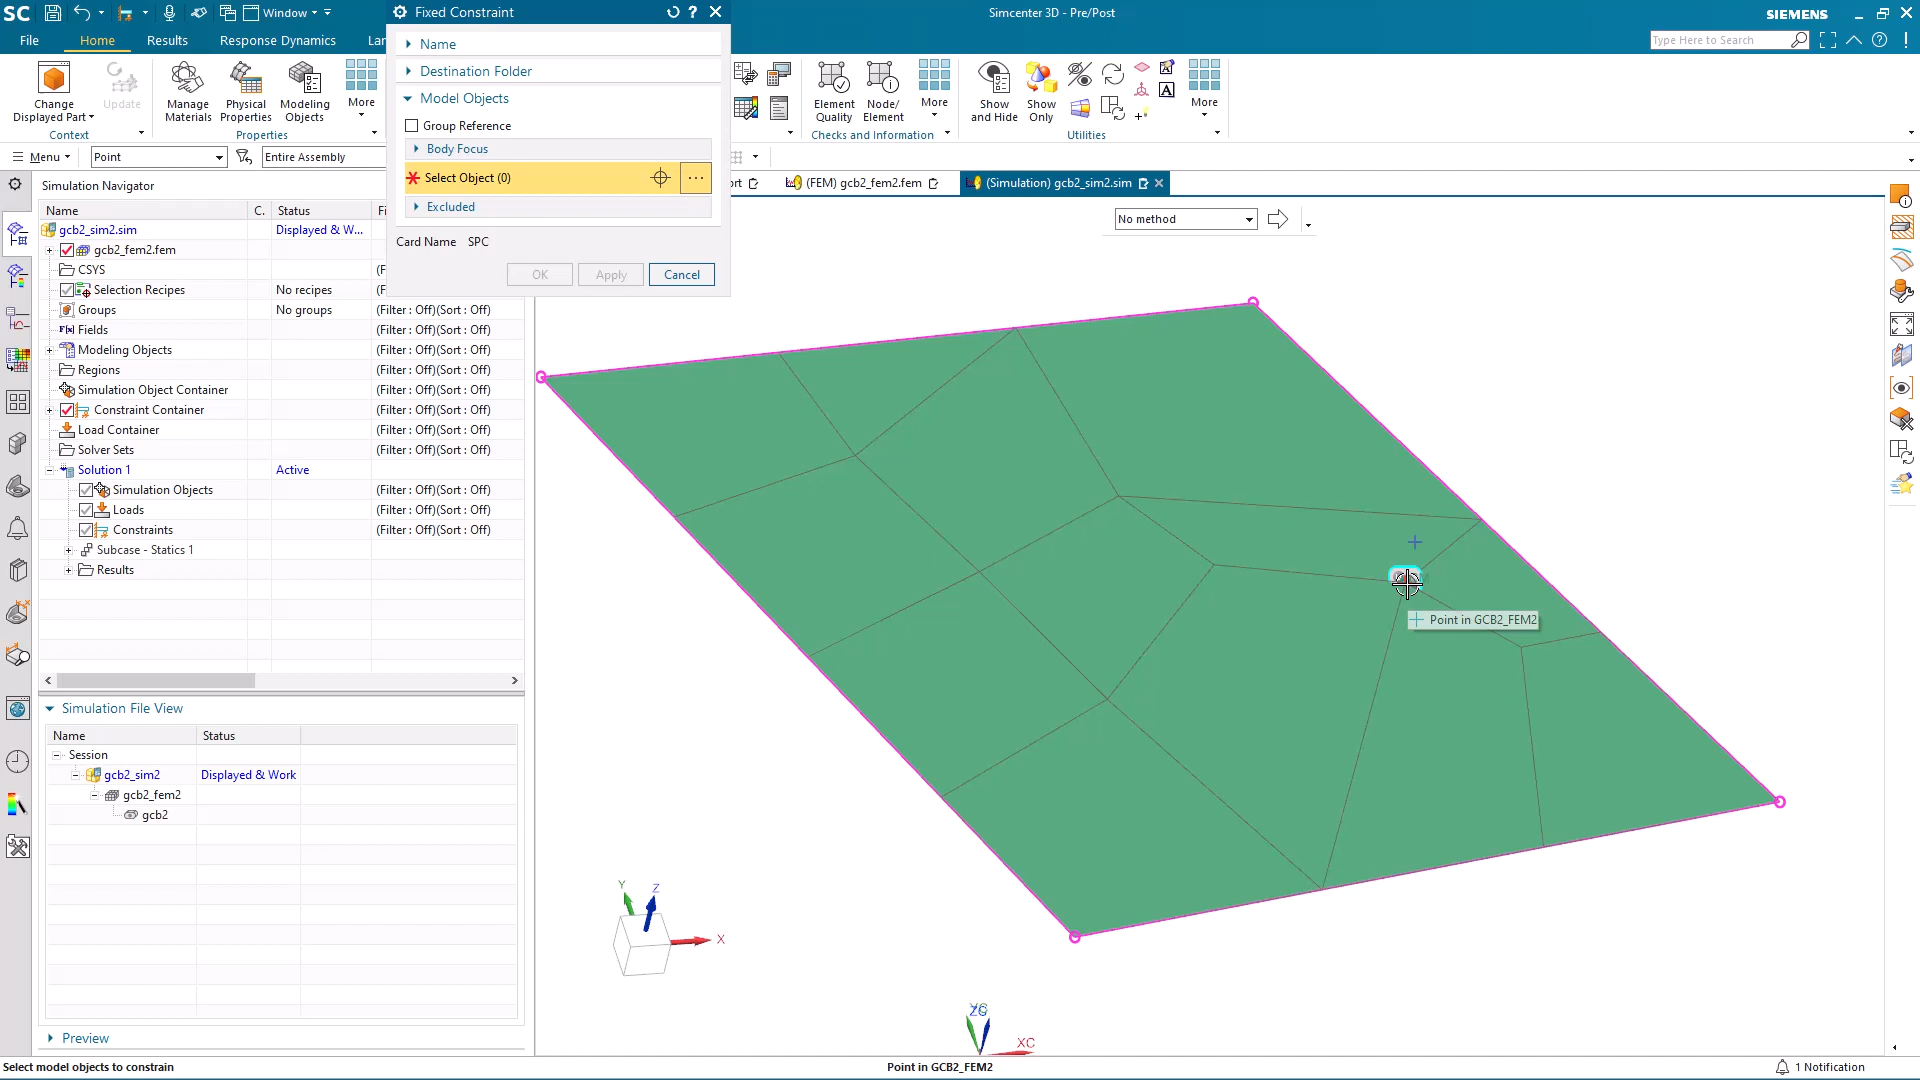 SC
Window
Fixed Constraint
Simcenter 3D - Pre/Post
SIEMENS
File
Home
Results
Response Dynamics
Lar
Type Here to Search
Change
Displayed Part
Update
Manage
Materials
Physical
Properties
Modeling
Objects
More
Element
Quality
Node/
Element
More
Show
and Hide
Show
Only
More
Context
Properties
Checks and Information
Utilities
Menu
Point
Entire Assembly
Name
Destination Folder
Model Objects
Group Reference
Body Focus
Select Object (0)
Excluded
Card Name SPC
OK
Apply
Cancel
(FEM) gcb2_fem2.fem
(Simulation) gcb2_sim2.sim
No method
Simulation Navigator
Name C. Status
gcb2_sim2.sim Displayed & W...
gcb2_fem2.fem
CSYS
Selection Recipes No recipes
Groups No groups (Filter : Off)(Sort : Off)
Fields (Filter : Off)(Sort : Off)
Modeling Objects (Filter : Off)(Sort : Off)
Regions (Filter : Off)(Sort : Off)
Simulation Object Container (Filter : Off)(Sort : Off)
Constraint Container (Filter : Off)(Sort : Off)
Load Container (Filter : Off)(Sort : Off)
Solver Sets (Filter : Off)(Sort : Off)
Solution 1 Active
Simulation Objects (Filter : Off)(Sort : Off)
Loads (Filter : Off)(Sort : Off)
Constraints (Filter : Off)(Sort : Off)
Subcase - Statics 1
Results
Simulation File View
Name Status
Session
gcb2_sim2 Displayed & Work
gcb2_fem2
gcb2
Preview
Point in GCB2_FEM2
Y
Z
X
XC
Select model objects to constrain
Point in GCB2_FEM2
1 Notification